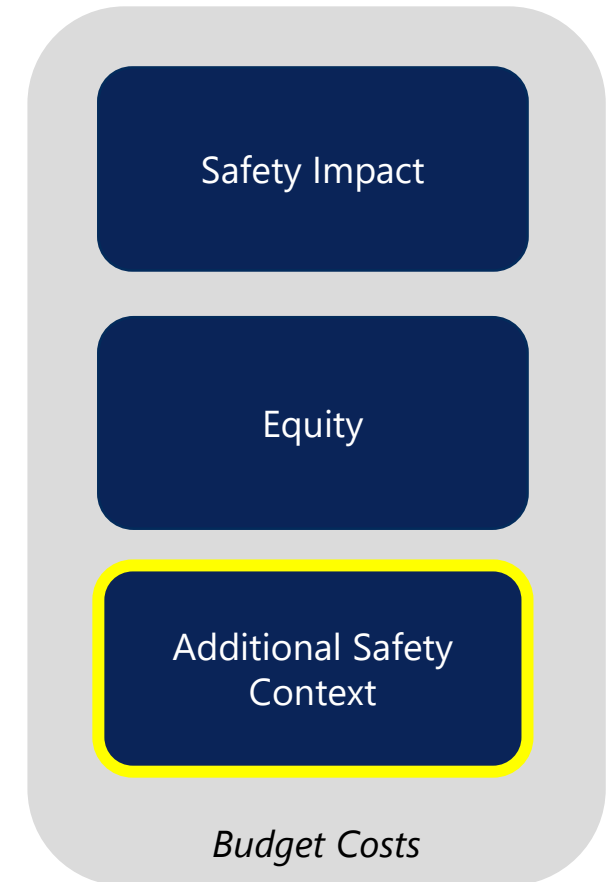 Safety Impact
Equity
Additional Safety
Context
Budget Costs